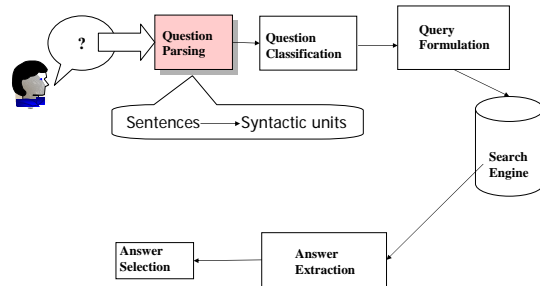 ?
Question
Parsing
Question
Classification
Query
Formulation
Sentences Syntactic units
Search
Engine
Answer
Selection
Answer
Extraction